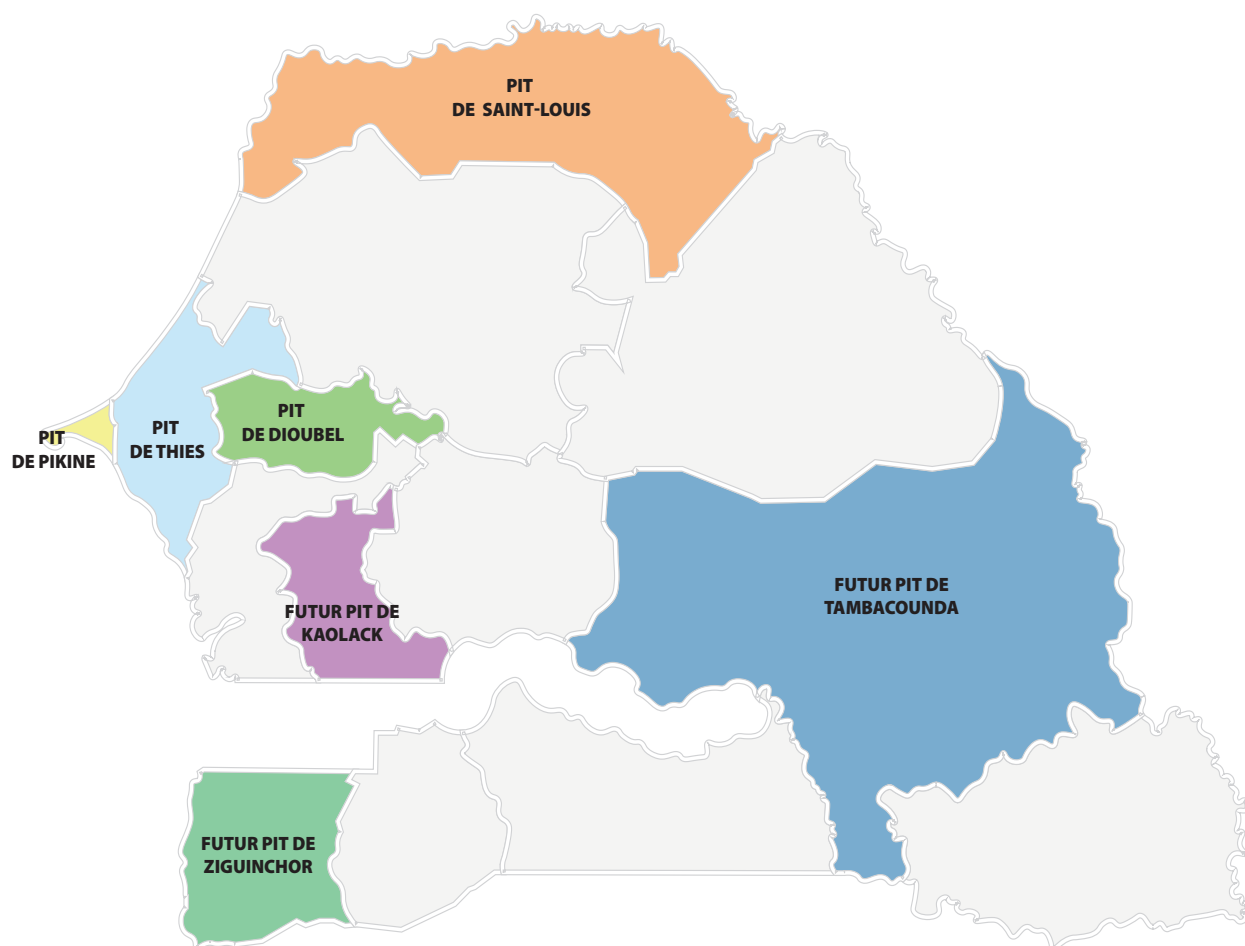 PIT
DE SAINT-LOUIS
PIT
DE DIOUBEL
PIT
DE THIES
PIT
DE PIKINE
FUTUR PIT DE
TAMBACOUNDA
FUTUR PIT DE
KAOLACK
FUTUR PIT DE
ZIGUINCHOR